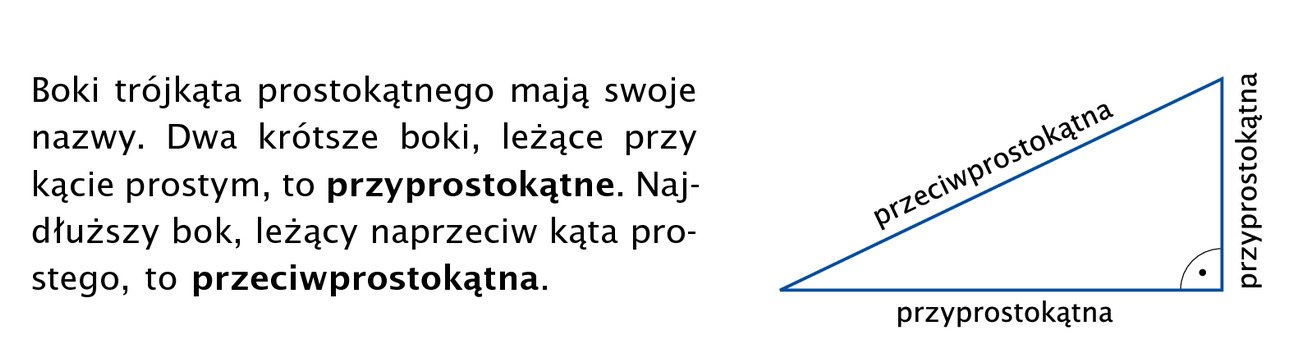 Boki trójkąta prostokątnego mają swoje
nazwy. Dwa krótsze boki, leżące przy
kącie prostym, to przyprostokątne. Naj-
dłuższy bok, leżący naprzeciw kąta pro-
stego, to przeciwprostokątna.
przeciwprostokątna
przyprostokątna
przyprostokątna